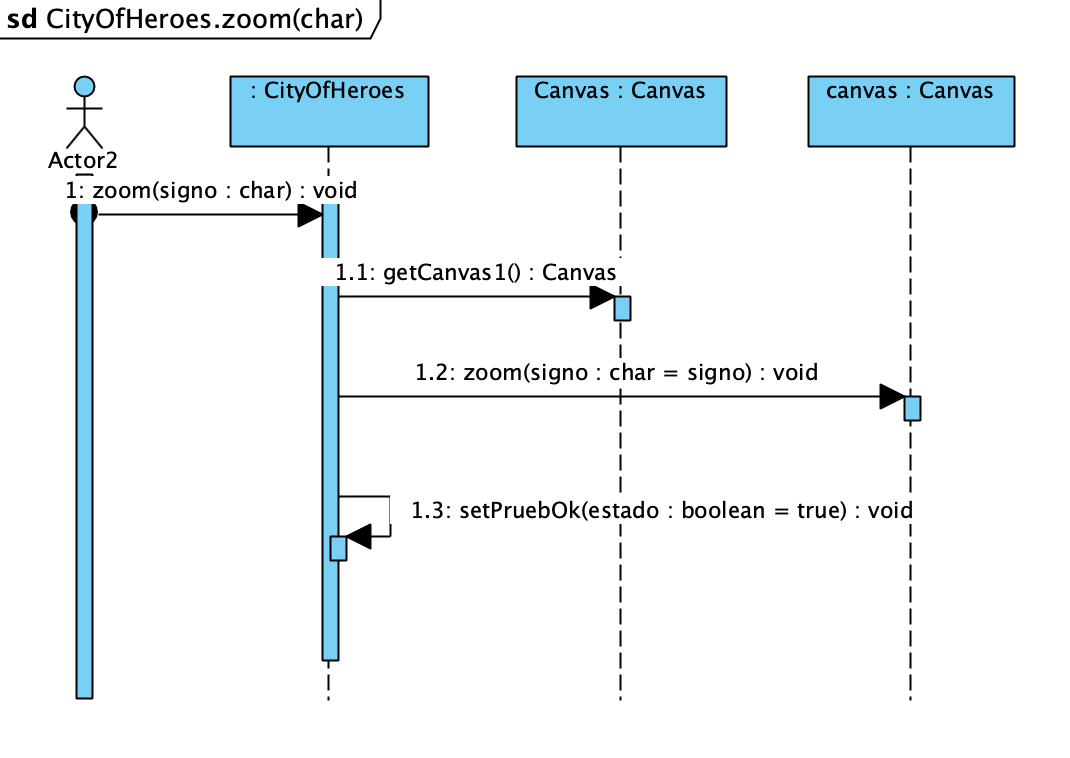 sd CityOfHeroes.zoom(char)
: CityOfHeroes
Canvas : Canvas
canvas : Canvas
Actor2
1: zoom(signo : char) : void
1.1: getCanvas1() : Canvas
1.2: zoom(signo : char = signo) : void
1.3: setPruebOk(estado : boolean = true) : void